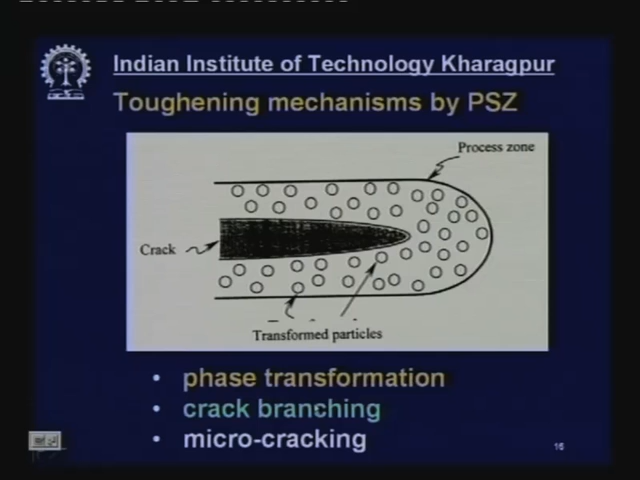 Indian Institute of Technology Kharagpur
Toughening mechanisms by PSZ
Process zone
Crack
Transformed particles
• phase transformation
• crack branching
• micro-cracking
16